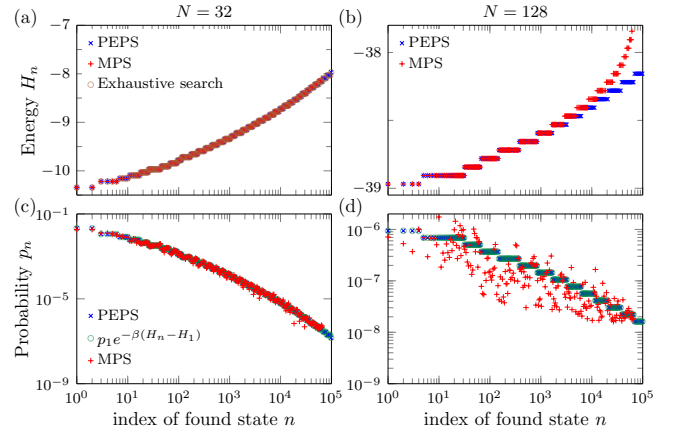 (a) N = 32
(b) N = 128
Energy H_n
−7
−8
−9
−10
PEPS
MPS
Exhaustive search
−38
−39
PEPS
MPS
(c)
(d)
Probability p_n
10^−1
10^−5
10^−9
PEPS
p_1e^{−β(H_n−H_1)}
MPS
10^−6
10^−7
10^−8
10^−9
10^0 10^1 10^2 10^3 10^4 10^5
10^0 10^1 10^2 10^3 10^4 10^5
index of found state n
index of found state n